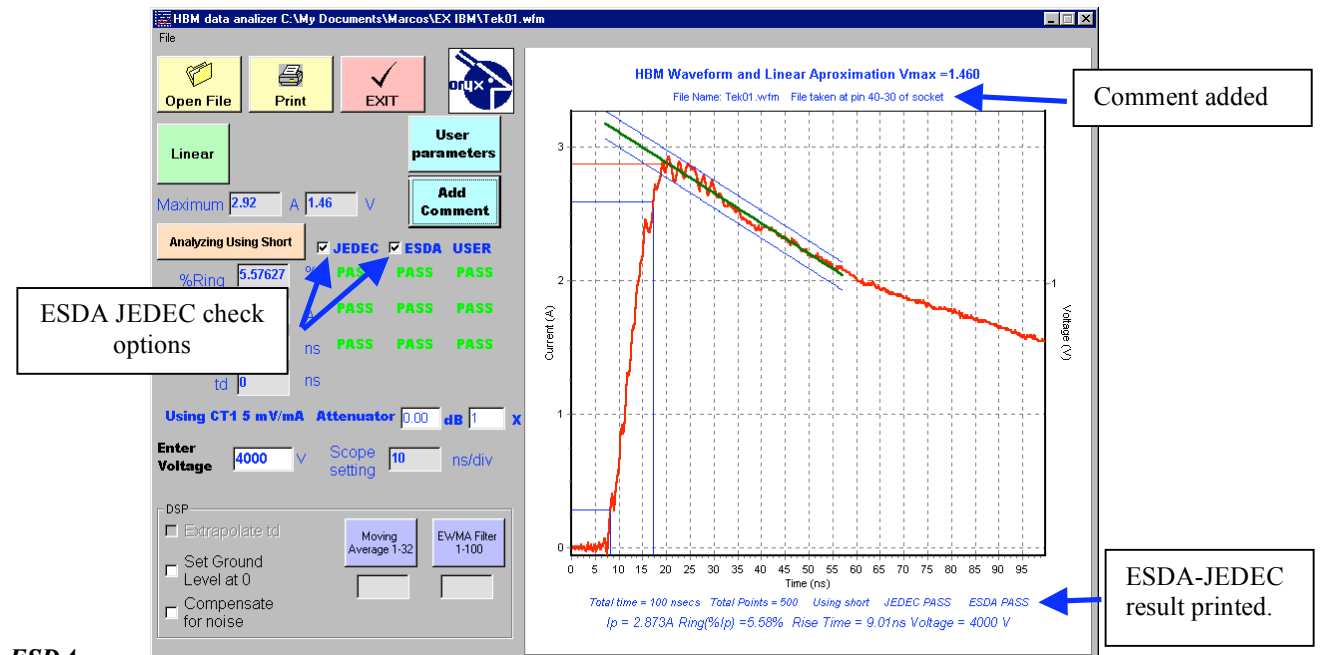 HBM data analizer C:\My Documents\Marcos\EX IBM\Tek01.wfm
File
Open File
Print
EXIT
oryx
Linear
User parameters
Add Comment
Maximum 2.92 A 1.46 V
Analyzing Using Short
JEDEC ESDA USER
%Ring 5.57627 %
PASS PASS PASS
PASS PASS PASS
ns PASS PASS PASS
td 0 ns
Using CT1 5 mV/mA Attenuator 0.00 dB 1 X
Enter Voltage 4000 V Scope setting 10 ns/div
DSP
Extrapolate td
Set Ground Level at 0
Compensate for noise
Moving Average 1-32
EWMA Filter 1-100
HBM Waveform and Linear Aproximation Vmax =1.460
File Name: Tek01.wfm File taken at pin 40-30 of socket
3
2
1
0
Current (A)
1
Voltage (V)
0 5 10 15 20 25 30 35 40 45 50 55 60 65 70 75 80 85 90 95
Time (ns)
Total time = 100 nsecs Total Points = 500 Using short JEDEC PASS ESDA PASS
Ip = 2.873A Ring(%Ip) =5.58% Rise Time = 9.01ns Voltage = 4000 V
Comment added
ESDA JEDEC check
options
ESDA-JEDEC
result printed.